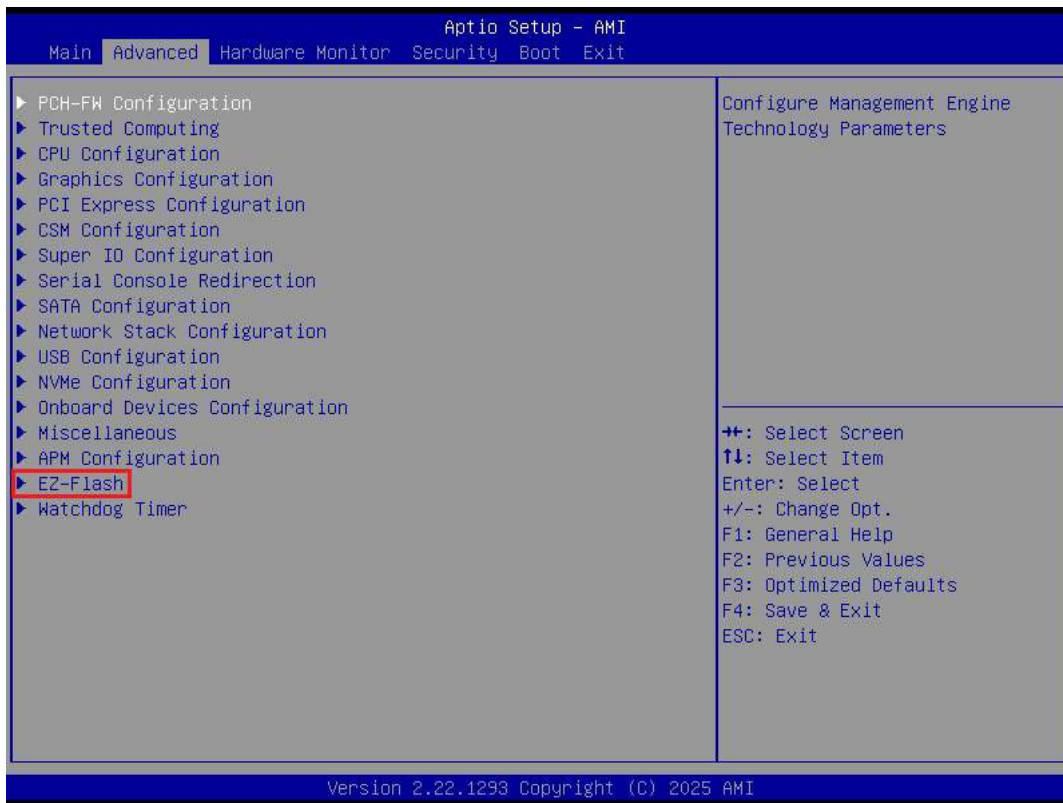 Aptio Setup - AMI
Main Advanced Hardware Monitor Security Boot Exit
PCH-FW Configuration
Trusted Computing
CPU Configuration
Graphics Configuration
PCI Express Configuration
CSM Configuration
Super IO Configuration
Serial Console Redirection
SATA Configuration
Network Stack Configuration
USB Configuration
NVMe Configuration
Onboard Devices Configuration
Miscellaneous
APM Configuration
EZ-Flash
Watchdog Timer
Configure Management Engine
Technology Parameters
→←: Select Screen
↑↓: Select Item
Enter: Select
+/-: Change Opt.
F1: General Help
F2: Previous Values
F3: Optimized Defaults
F4: Save & Exit
ESC: Exit
Version 2.22.1293 Copyright (C) 2025 AMI